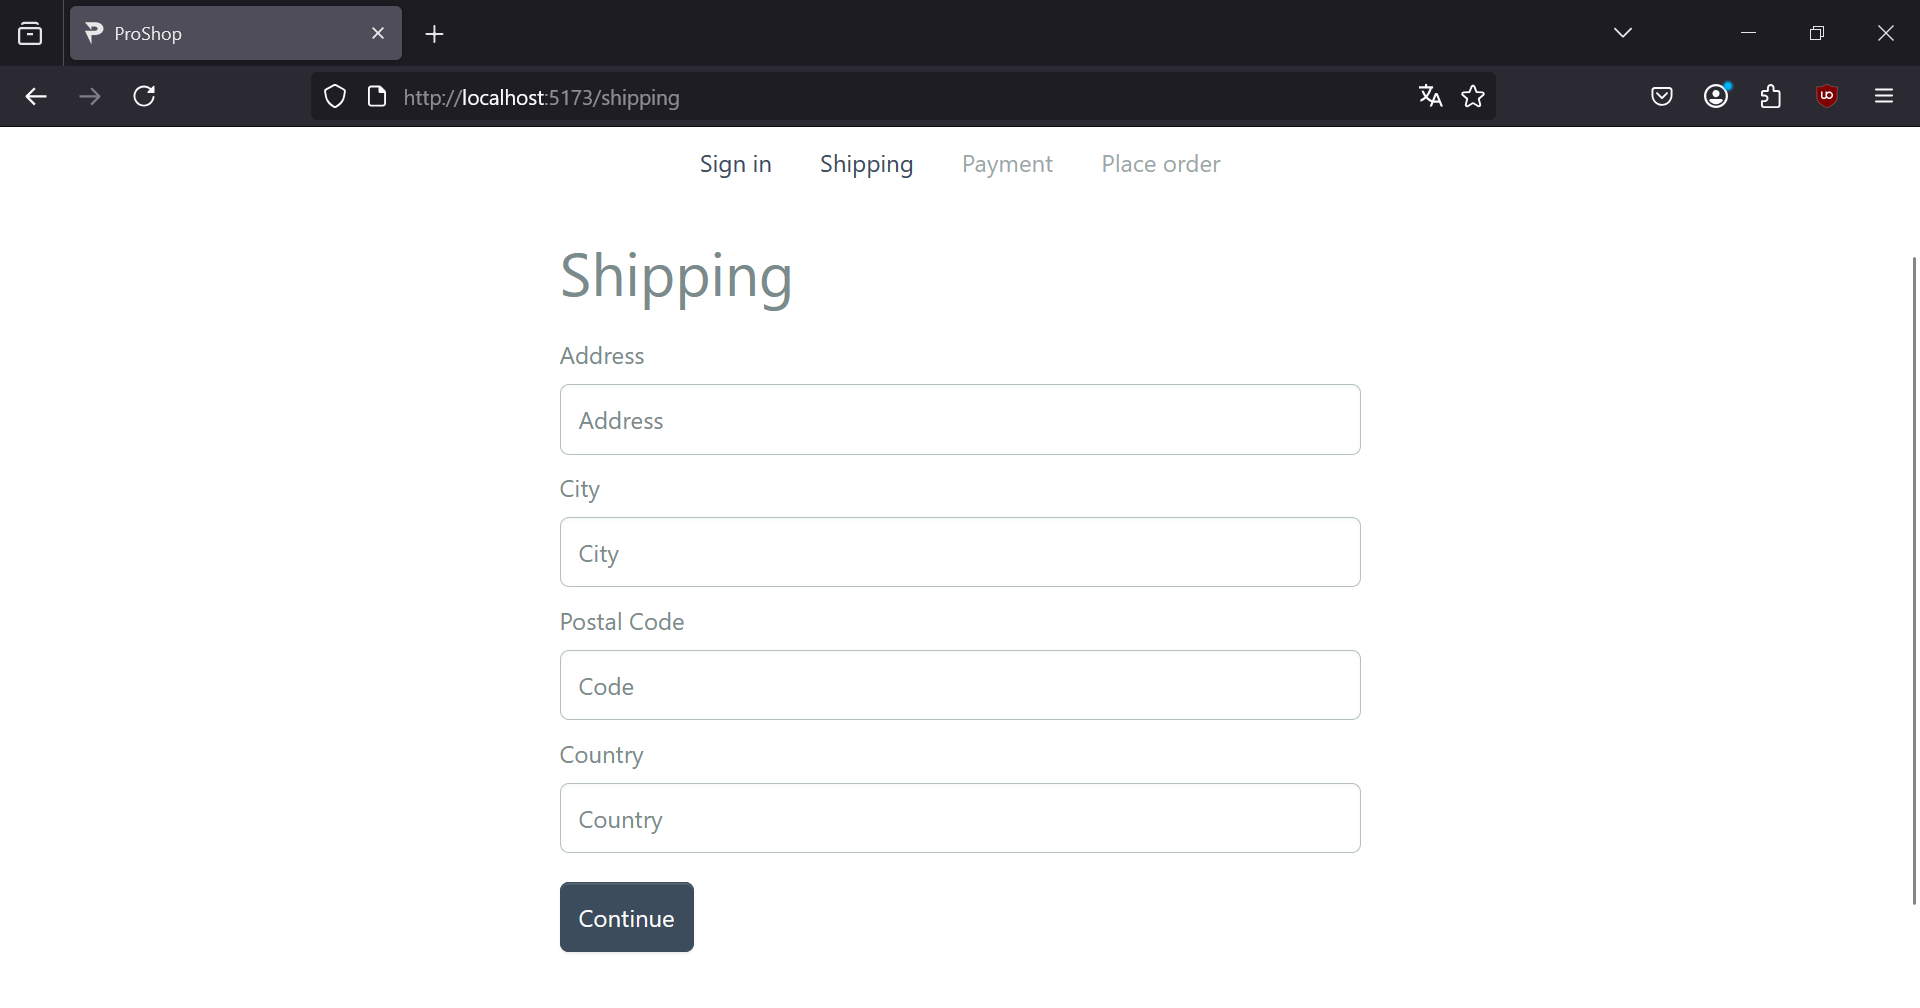 ProShop
http://localhost:5173/shipping
Sign in Shipping Payment Place order
Shipping
Address
Address
City
City
Postal Code
Code
Country
Country
Continue